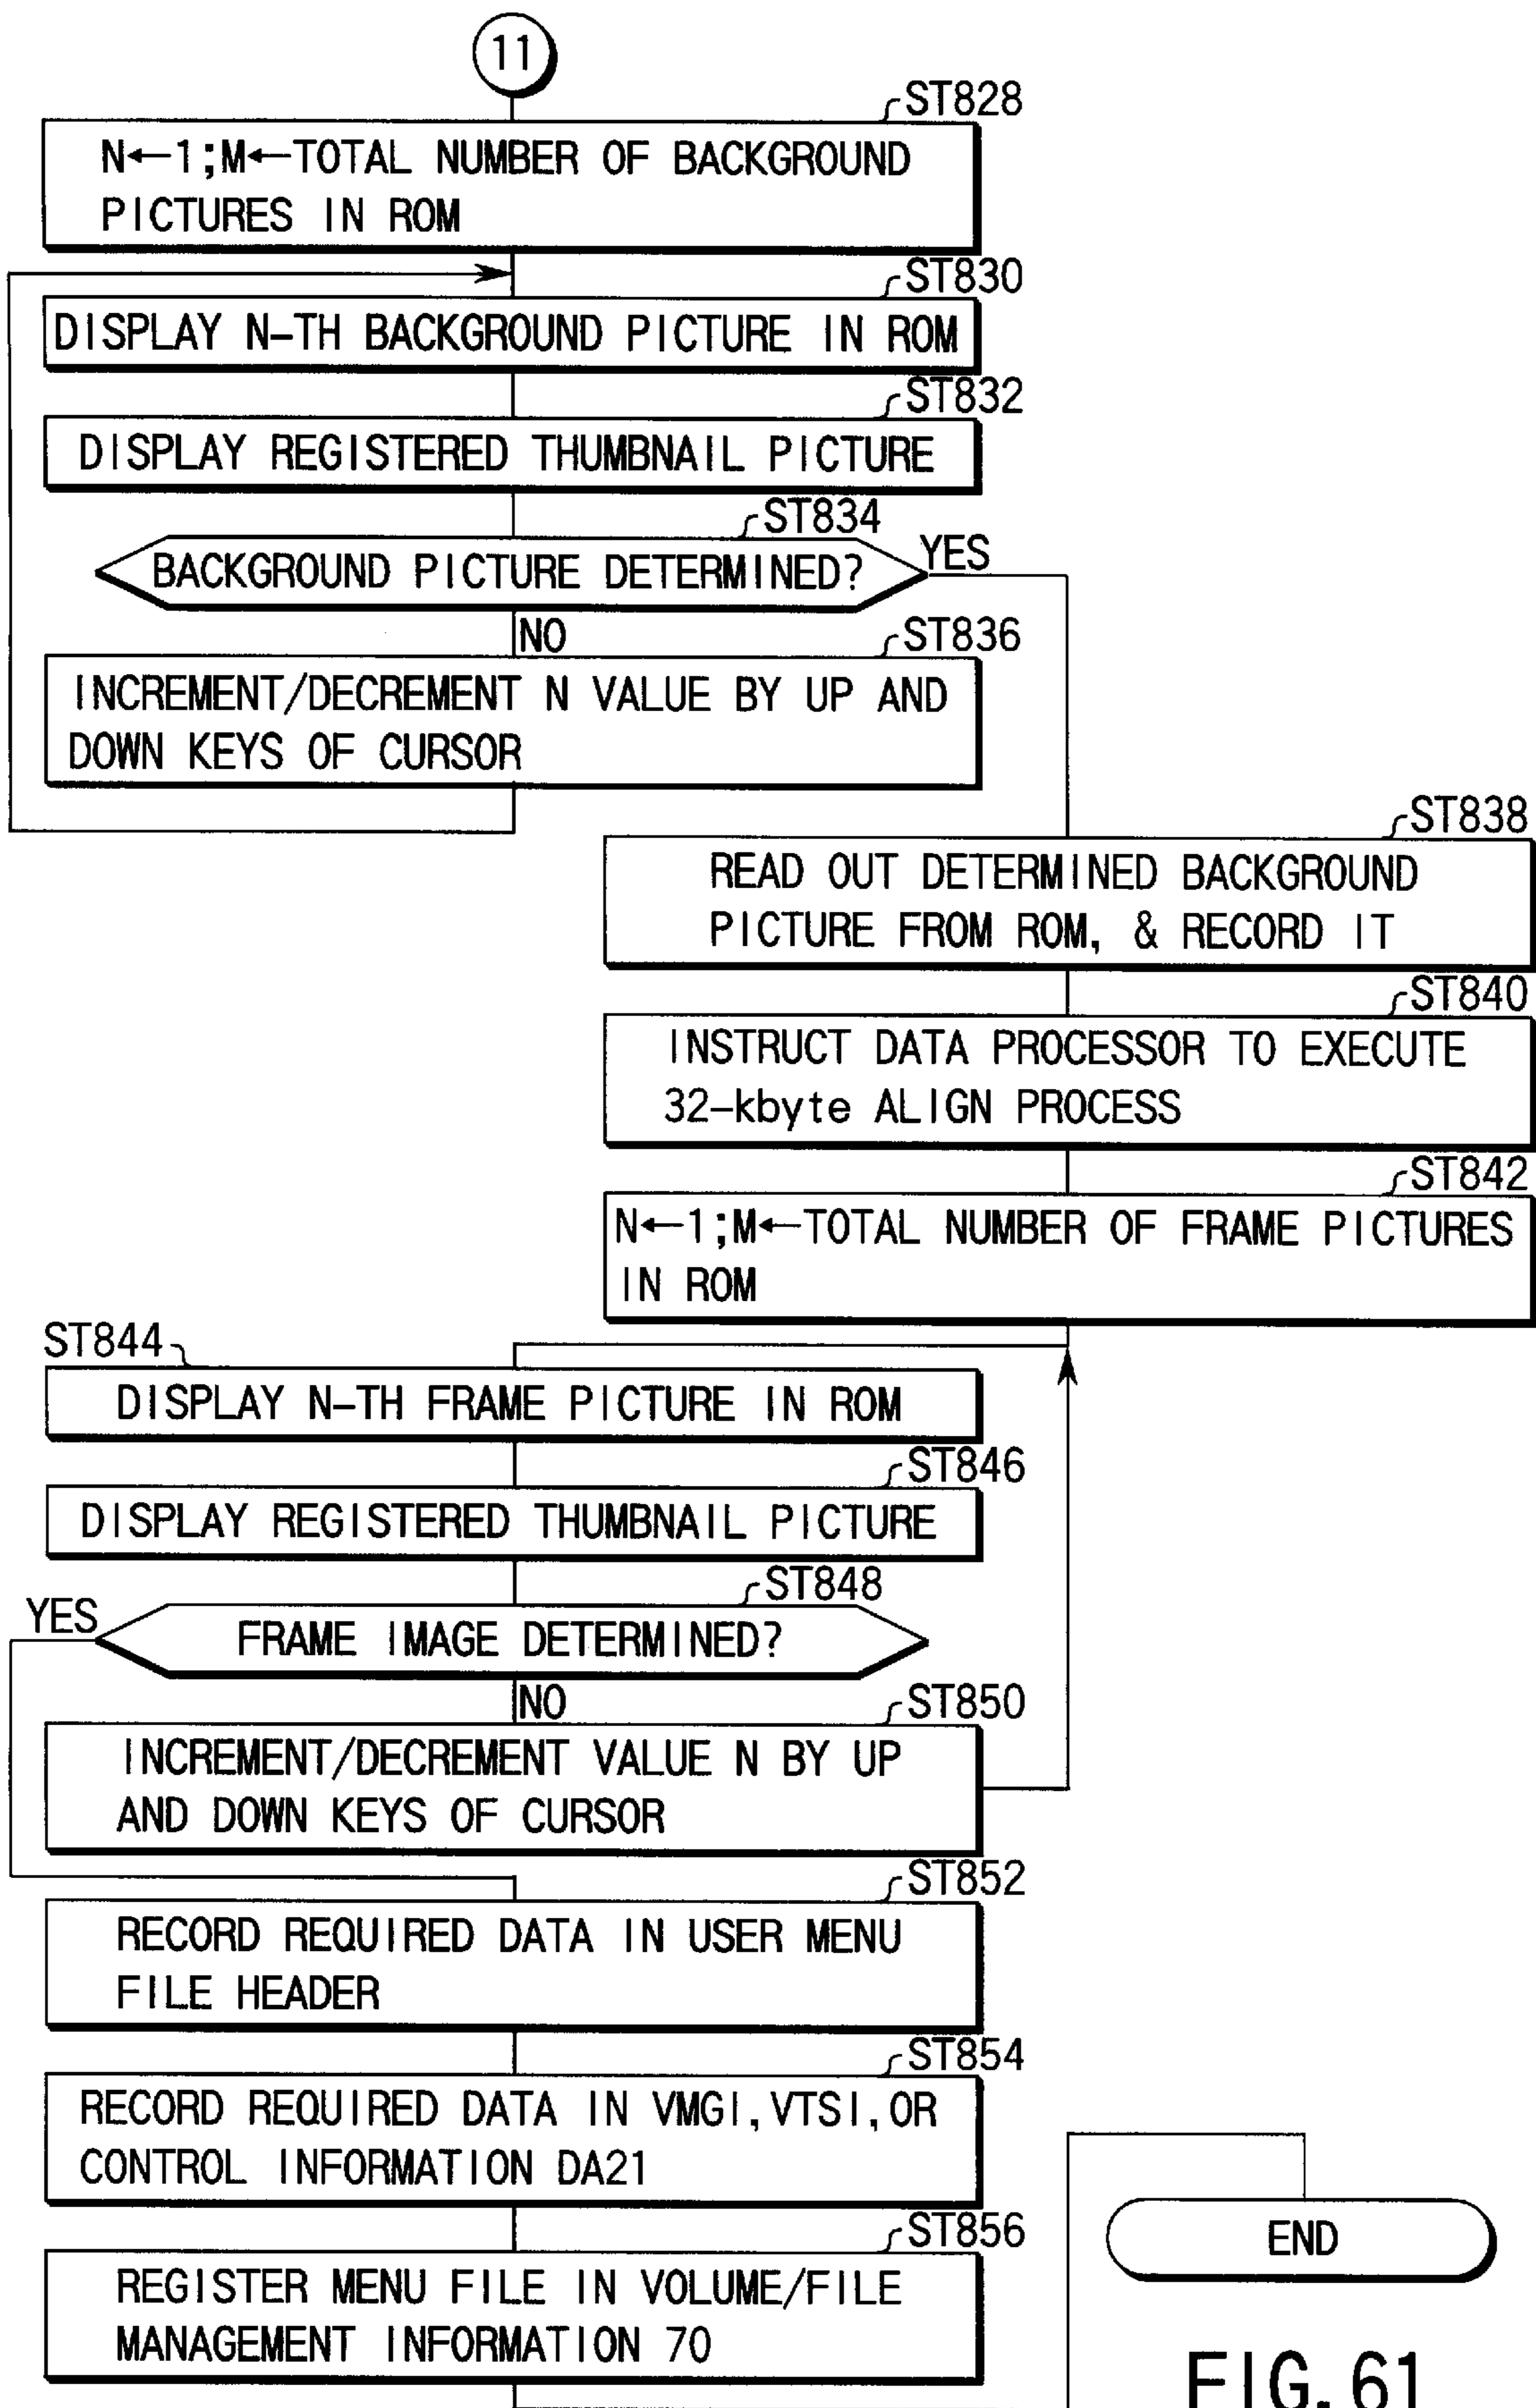 11
ST828
N←1;M←TOTAL NUMBER OF BACKGROUND
PICTURES IN ROM
ST830
DISPLAY N-TH BACKGROUND PICTURE IN ROM
ST832
DISPLAY REGISTERED THUMBNAIL PICTURE
ST834
BACKGROUND PICTURE DETERMINED?
YES
NO
ST836
INCREMENT/DECREMENT N VALUE BY UP AND
DOWN KEYS OF CURSOR
ST838
READ OUT DETERMINED BACKGROUND
PICTURE FROM ROM, & RECORD IT
ST840
INSTRUCT DATA PROCESSOR TO EXECUTE
32-kbyte ALIGN PROCESS
ST842
N←1;M←TOTAL NUMBER OF FRAME PICTURES
IN ROM
ST844
DISPLAY N-TH FRAME PICTURE IN ROM
ST846
DISPLAY REGISTERED THUMBNAIL PICTURE
ST848
YES
FRAME IMAGE DETERMINED?
NO
ST850
INCREMENT/DECREMENT VALUE N BY UP
AND DOWN KEYS OF CURSOR
ST852
RECORD REQUIRED DATA IN USER MENU
FILE HEADER
ST854
RECORD REQUIRED DATA IN VMGI,VTSI,OR
CONTROL INFORMATION DA21
ST856
REGISTER MENU FILE IN VOLUME/FILE
MANAGEMENT INFORMATION 70
END
FIG. 61